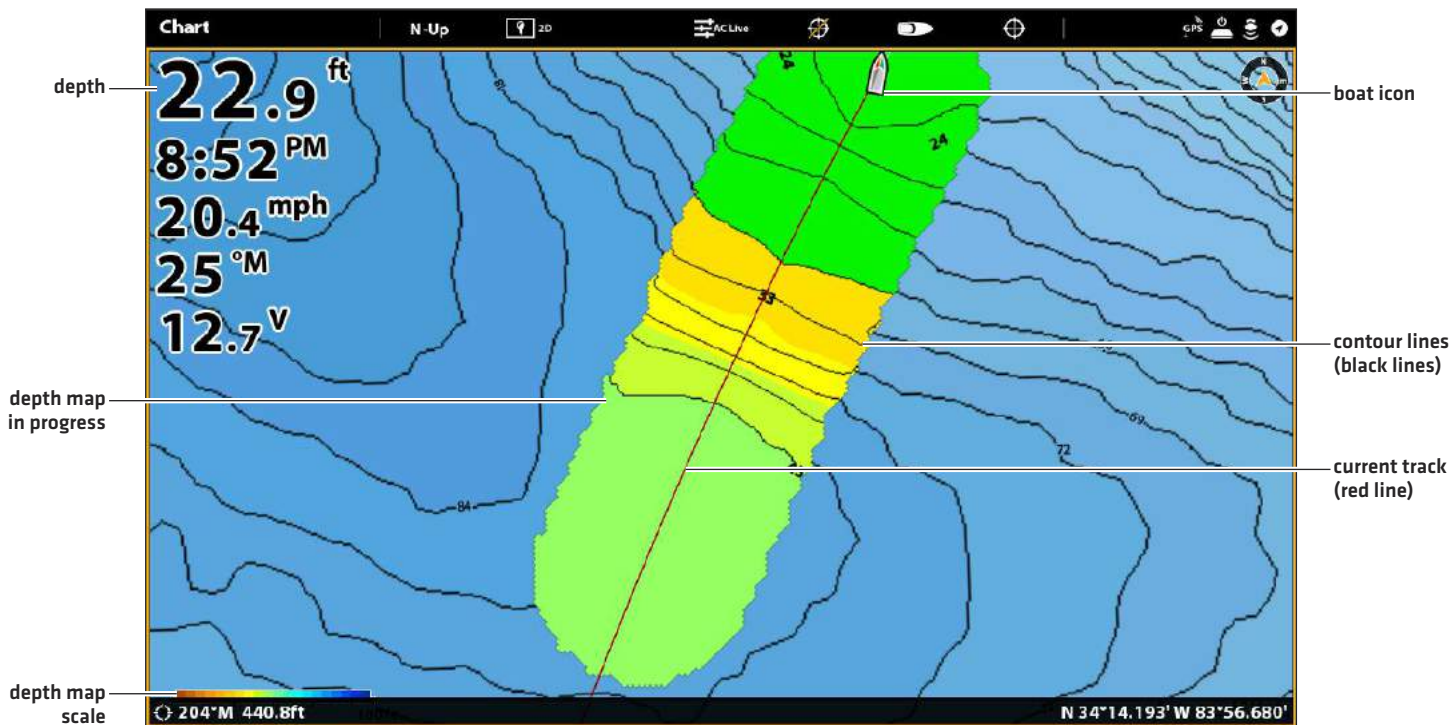 Chart
N-Up
2D
AC Live
GPS
depth
22.9 ft
8:52 PM
20.4 mph
25 °M
12.7 V
24
24
33
84
72
69
N
boat icon
contour lines
(black lines)
depth map
in progress
current track
(red line)
depth map
scale
204°M 440.8ft
N 34°14.193' W 83°56.680'